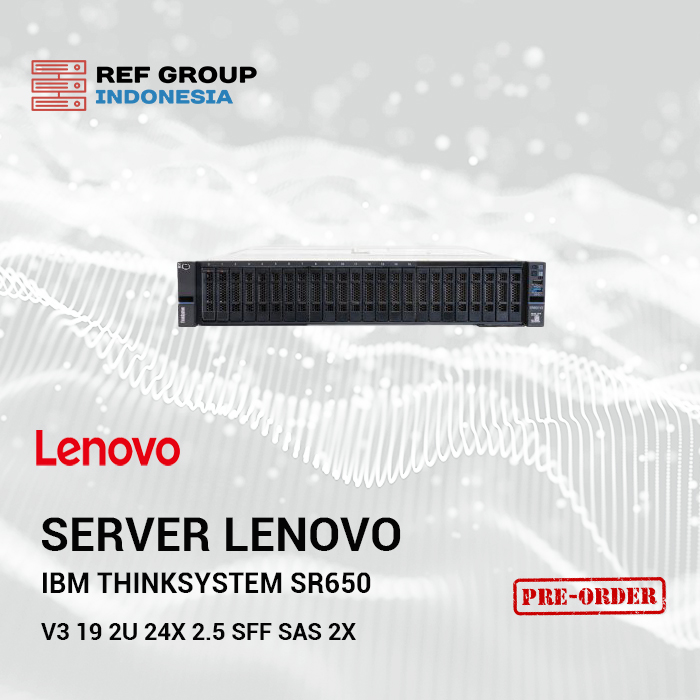 REF GROUP
INDONESIA
Lenovo
SERVER LENOVO
IBM THINKSYSTEM SR650
PRE-ORDER
V3 19 2U 24X 2.5 SFF SAS 2X